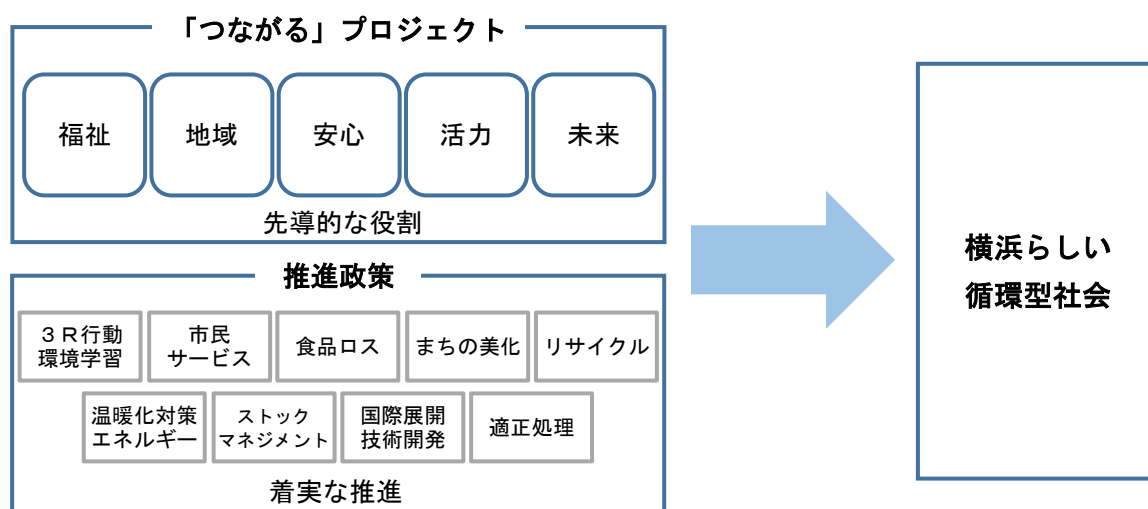 「つながる」プロジェクト
福祉
地域
安心
活力
未来
先導的な役割
推進政策
３Ｒ行動
環境学習
市民
サービス
食品ロス
まちの美化
リサイクル
温暖化対策
エネルギー
ストック
マネジメント
国際展開
技術開発
適正処理
着実な推進
横浜らしい
循環型社会